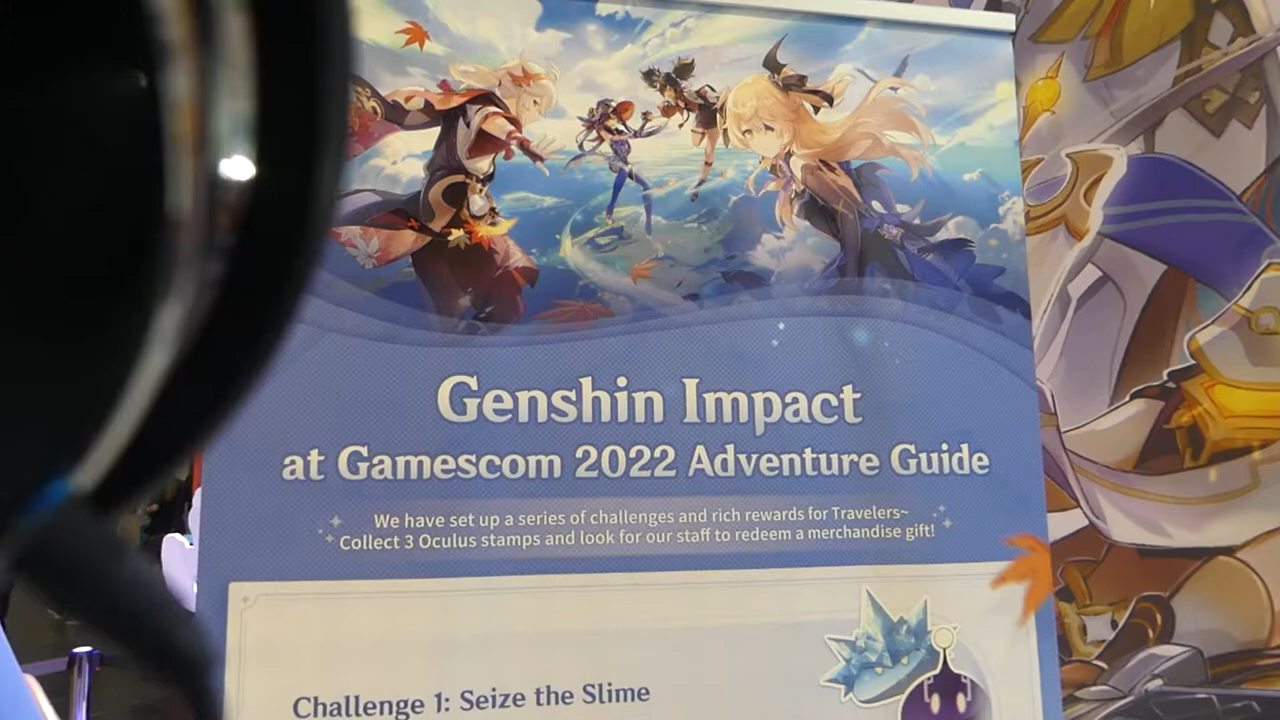 Genshin Impact
at Gamescom 2022 Adventure Guide
We have set up a series of challenges and rich rewards for Travelers~
Collect 3 Oculus stamps and look for our staff to redeem a merchandise gift!
Challenge 1: Seize the Slime